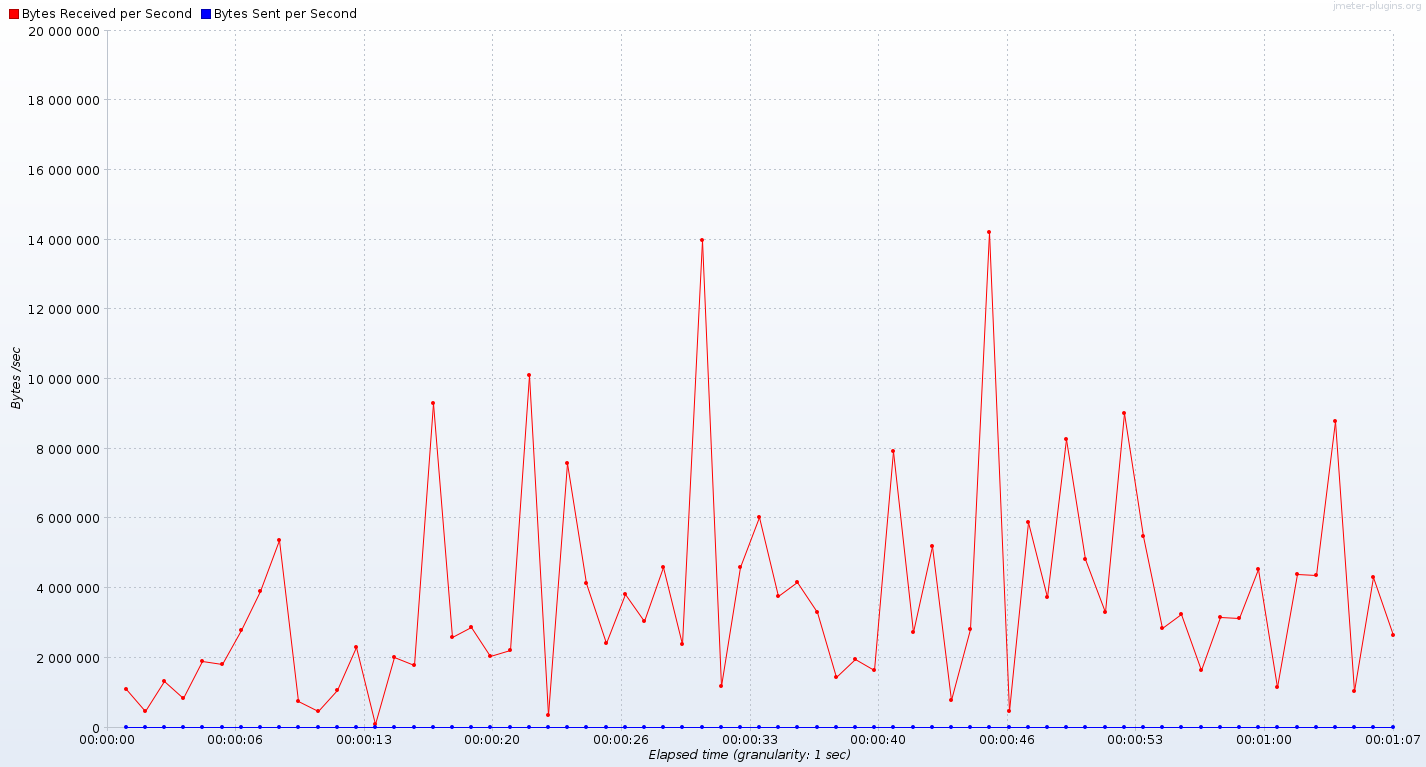 Bytes Received per Second Bytes Sent per Second
jmeter-plugins.org
20 000 000
18 000 000
16 000 000
14 000 000
12 000 000
10 000 000
8 000 000
6 000 000
4 000 000
2 000 000
0
Bytes /sec
00:00:00 00:00:06 00:00:13 00:00:20 00:00:26 00:00:33 00:00:40 00:00:46 00:00:53 00:01:00 00:01:07
Elapsed time (granularity: 1 sec)